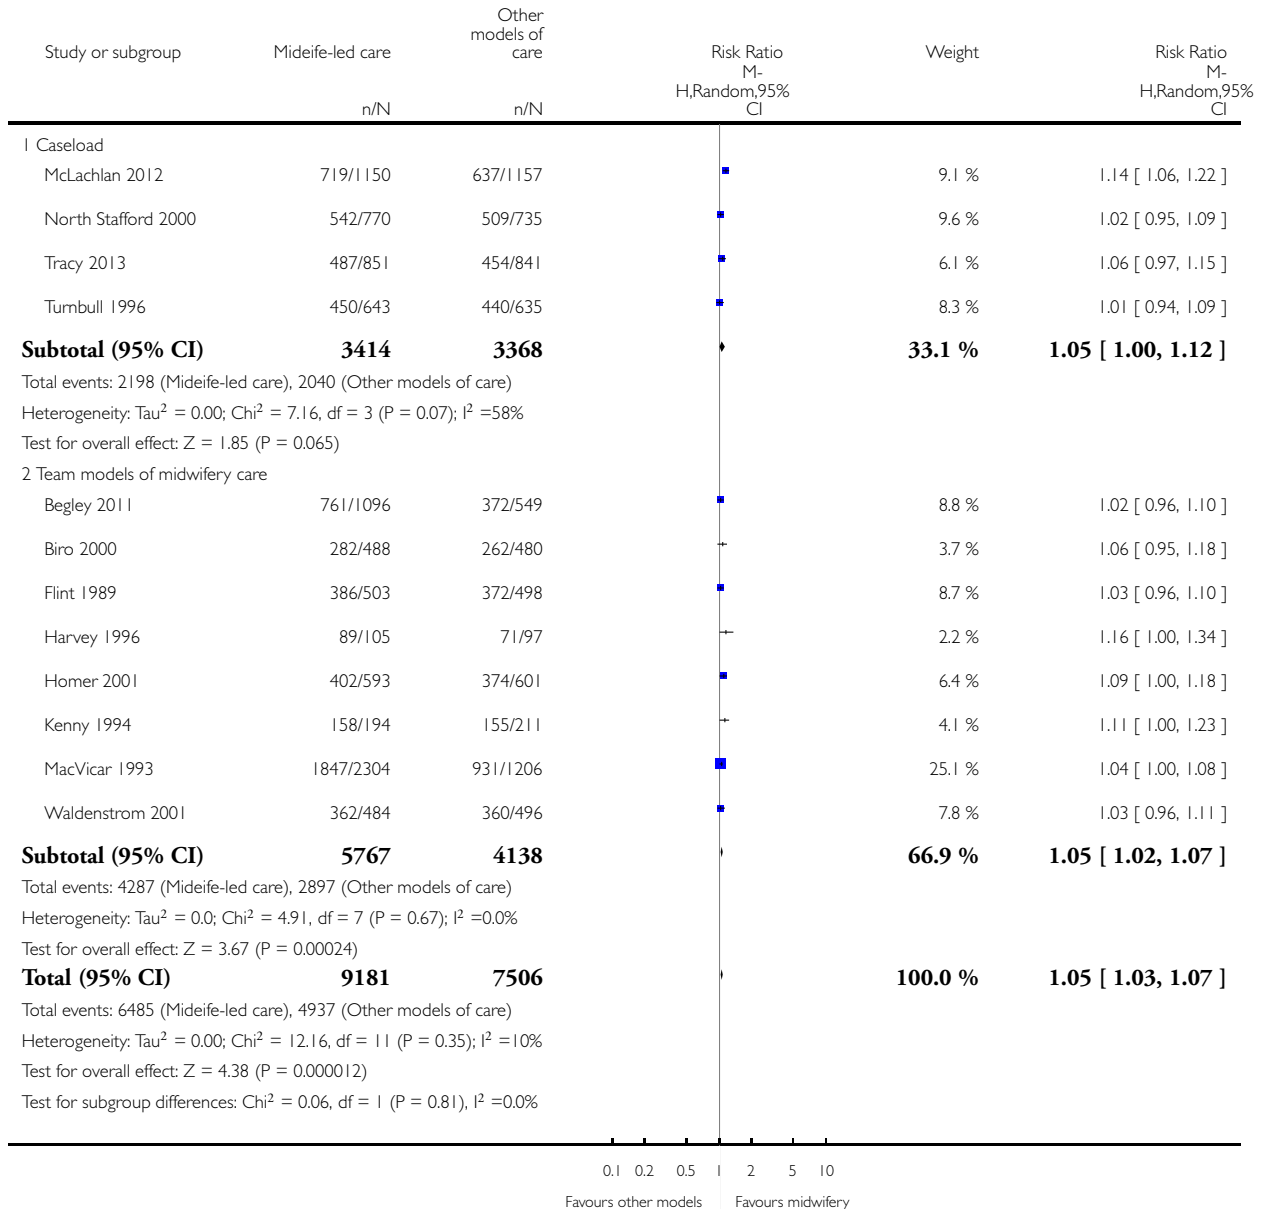 Other
models of
Study or subgroup Mideife-led care care Risk Ratio Weight Risk Ratio
M- M-
H,Random,95% H,Random,95%
n/N n/N CI CI
1 Caseload
McLachlan 2012 719/1150 637/1157 9.1 % 1.14 [ 1.06, 1.22 ]
North Stafford 2000 542/770 509/735 9.6 % 1.02 [ 0.95, 1.09 ]
Tracy 2013 487/851 454/841 6.1 % 1.06 [ 0.97, 1.15 ]
Turnbull 1996 450/643 440/635 8.3 % 1.01 [ 0.94, 1.09 ]
Subtotal (95% CI) 3414 3368 33.1 % 1.05 [ 1.00, 1.12 ]
Total events: 2198 (Mideife-led care), 2040 (Other models of care)
Heterogeneity: Tau² = 0.00; Chi² = 7.16, df = 3 (P = 0.07); I² =58%
Test for overall effect: Z = 1.85 (P = 0.065)
2 Team models of midwifery care
Begley 2011 761/1096 372/549 8.8 % 1.02 [ 0.96, 1.10 ]
Biro 2000 282/488 262/480 3.7 % 1.06 [ 0.95, 1.18 ]
Flint 1989 386/503 372/498 8.7 % 1.03 [ 0.96, 1.10 ]
Harvey 1996 89/105 71/97 2.2 % 1.16 [ 1.00, 1.34 ]
Homer 2001 402/593 374/601 6.4 % 1.09 [ 1.00, 1.18 ]
Kenny 1994 158/194 155/211 4.1 % 1.11 [ 1.00, 1.23 ]
MacVicar 1993 1847/2304 931/1206 25.1 % 1.04 [ 1.00, 1.08 ]
Waldenstrom 2001 362/484 360/496 7.8 % 1.03 [ 0.96, 1.11 ]
Subtotal (95% CI) 5767 4138 66.9 % 1.05 [ 1.02, 1.07 ]
Total events: 4287 (Mideife-led care), 2897 (Other models of care)
Heterogeneity: Tau² = 0.0; Chi² = 4.91, df = 7 (P = 0.67); I² =0.0%
Test for overall effect: Z = 3.67 (P = 0.00024)
Total (95% CI) 9181 7506 100.0 % 1.05 [ 1.03, 1.07 ]
Total events: 6485 (Mideife-led care), 4937 (Other models of care)
Heterogeneity: Tau² = 0.00; Chi² = 12.16, df = 11 (P = 0.35); I² =10%
Test for overall effect: Z = 4.38 (P = 0.000012)
Test for subgroup differences: Chi² = 0.06, df = 1 (P = 0.81), I² =0.0%
0.1 0.2 0.5 1 2 5 10
Favours other models Favours midwifery